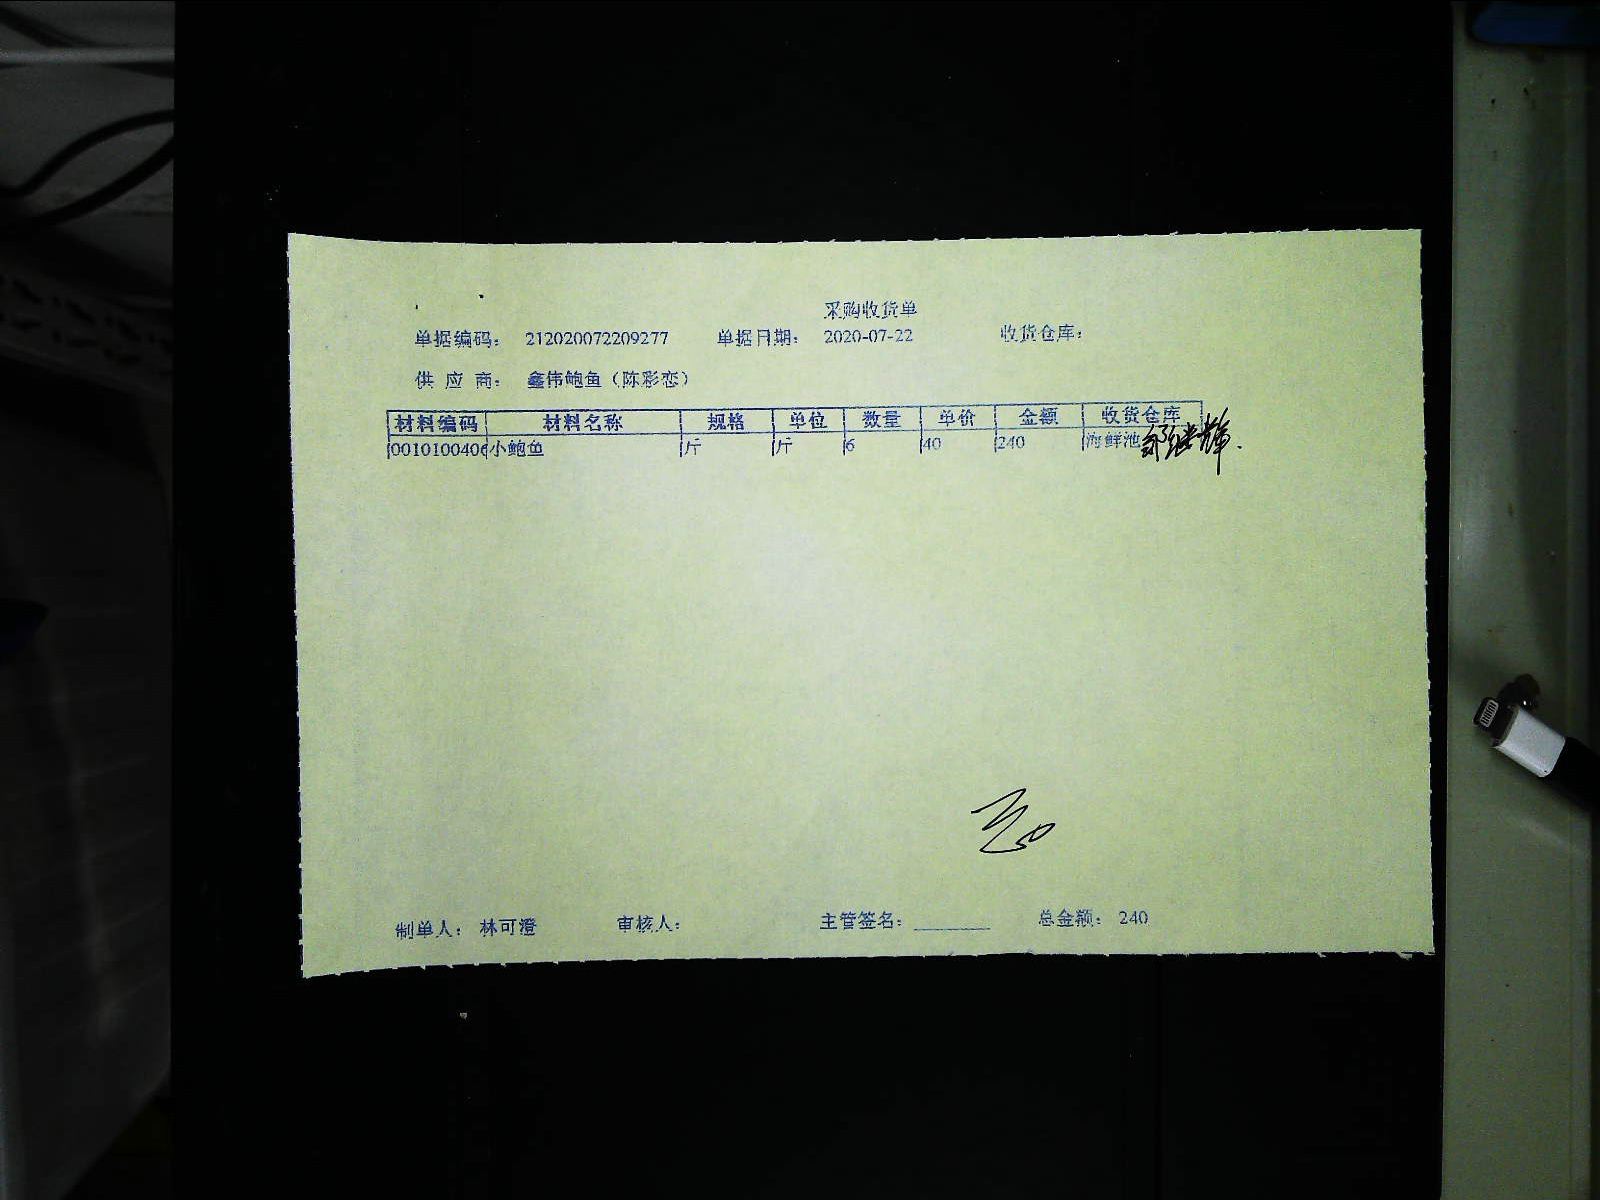 采购收货单
单据编码： 212020072209277 单据日期： 2020-07-22 收货仓库：
供 应 商： 鑫伟鲍鱼（陈彩恋）
材料编码 材料名称 规格 单位 数量 单价 金额 收货仓库
0010100406 小鲍鱼 斤 斤 6 40 240 海鲜池
制单人： 林可澄 审核人： 主管签名： 总金额： 240